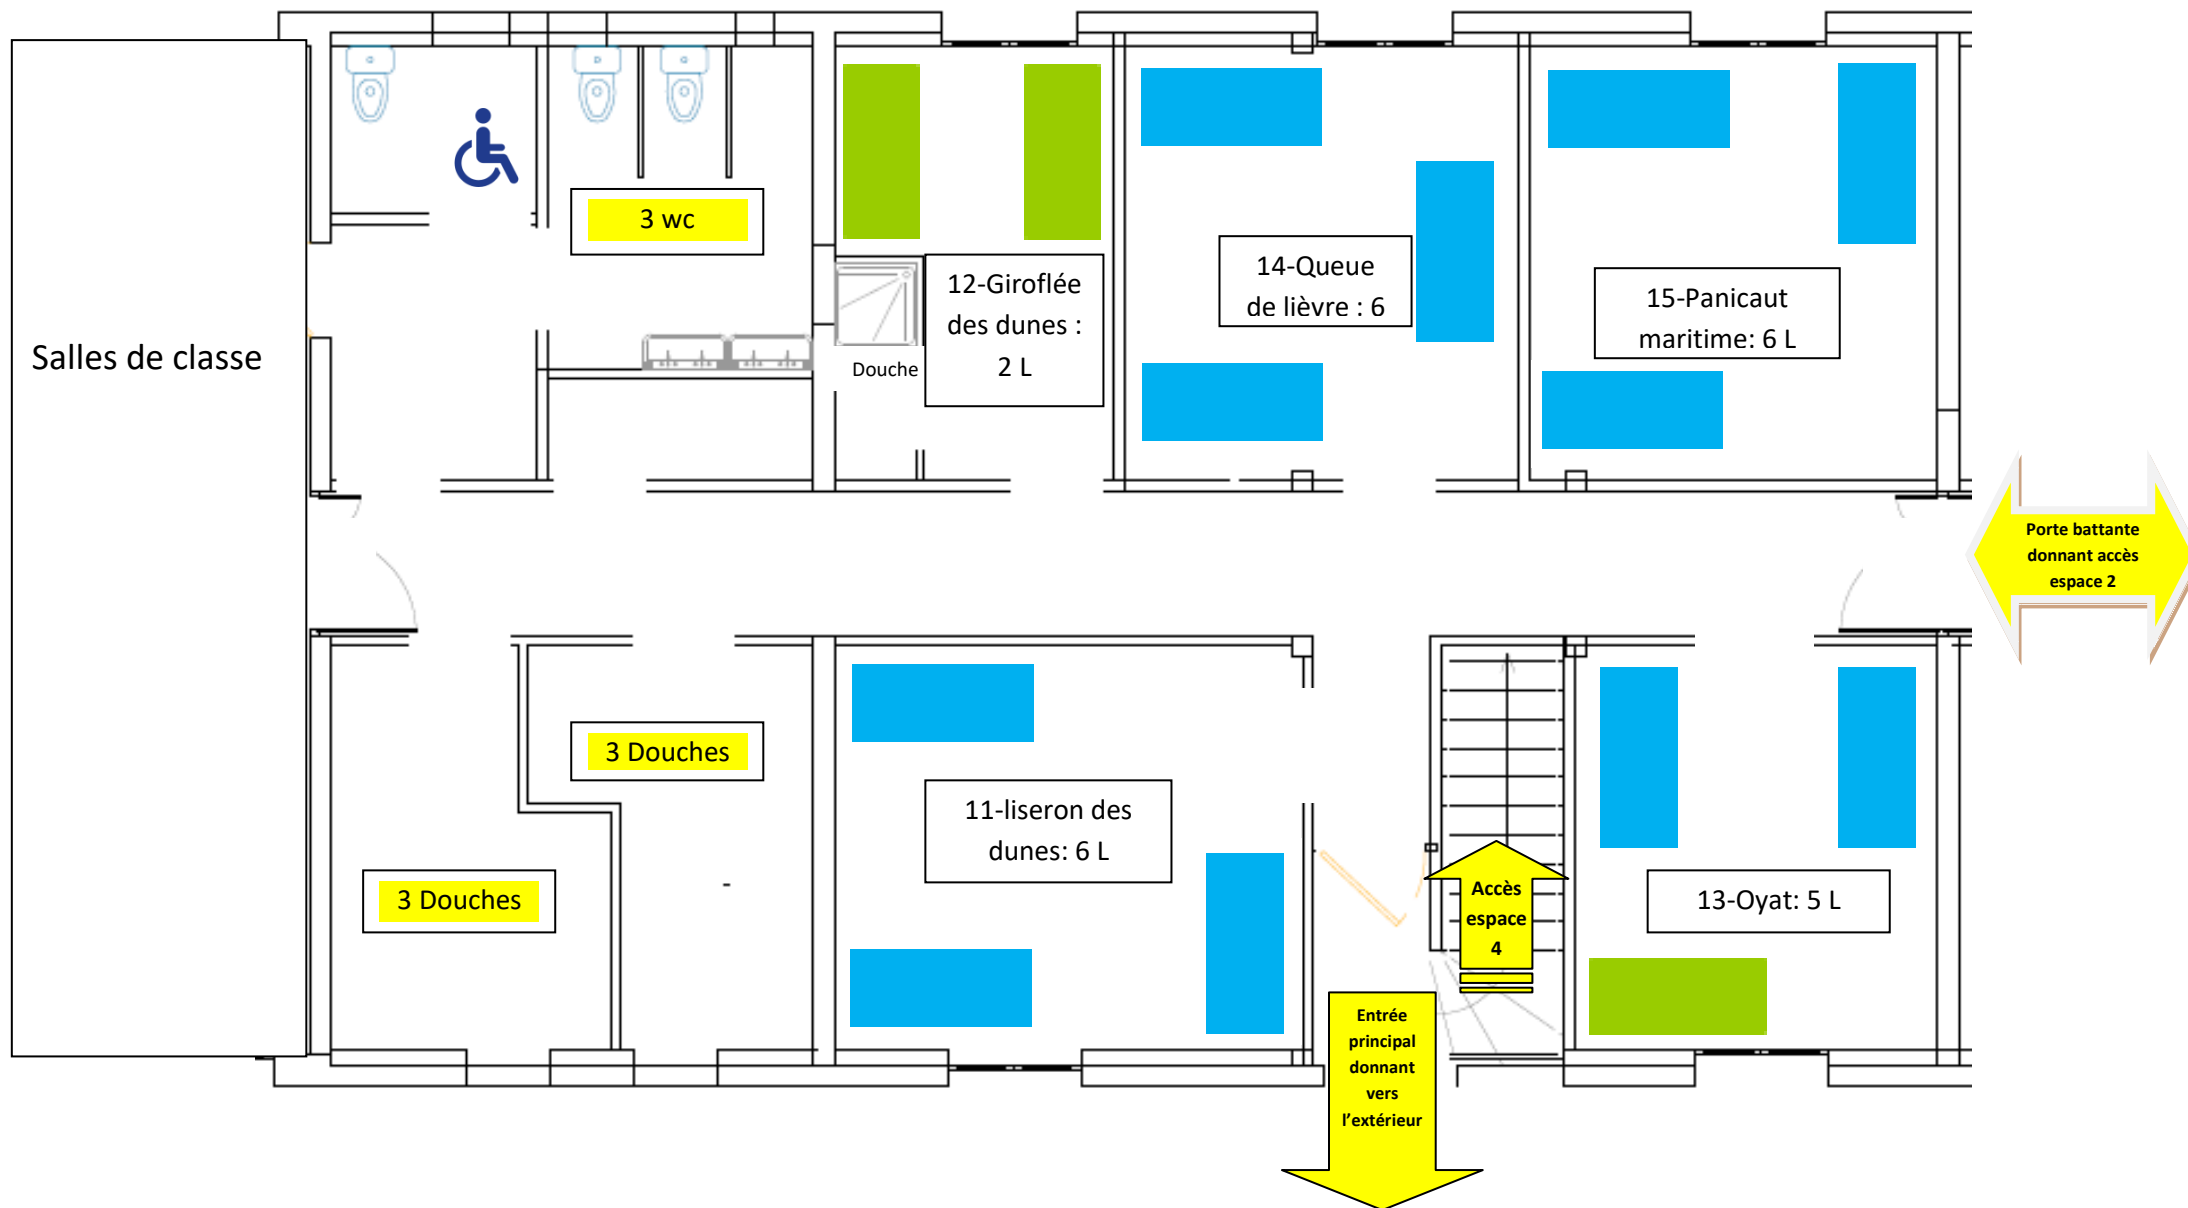 3 wc
12-Giroflée
des dunes :
2 L
14-Queue
de lièvre : 6
15-Panicaut
maritime: 6 L
Salles de classe
Douche
Porte battante
donnant accès
espace 2
3 Douches
11-liseron des
dunes: 6 L
3 Douches
Accès
espace
4
13-Oyat: 5 L
Entrée
principal
donnant
vers
l'extérieur